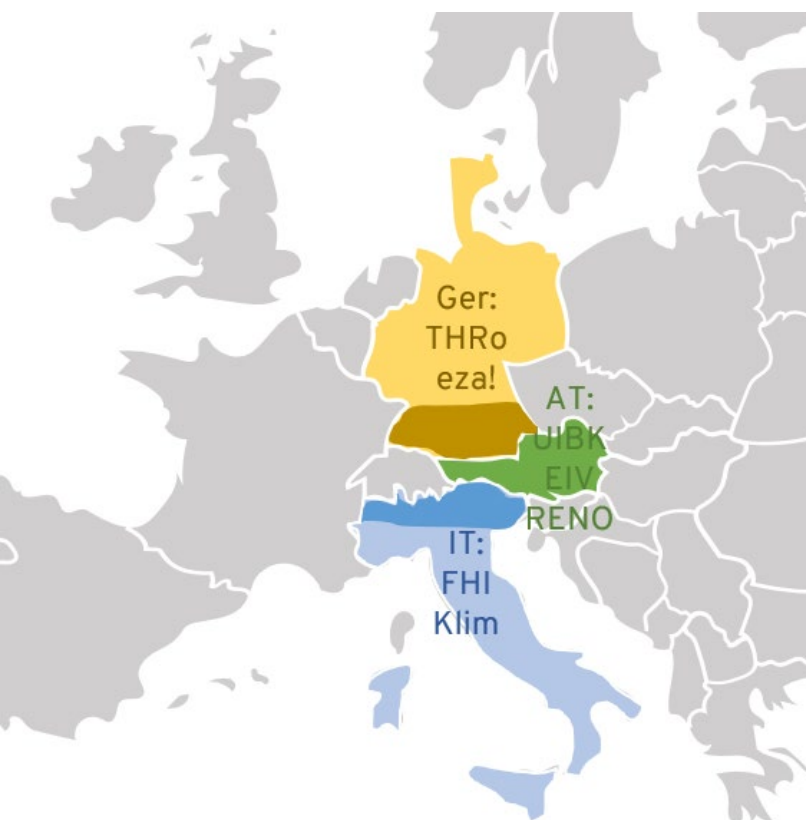 Ger:
THRo
eza!
AT:
UIBK
EIV
RENO
IT:
FHI
Klim